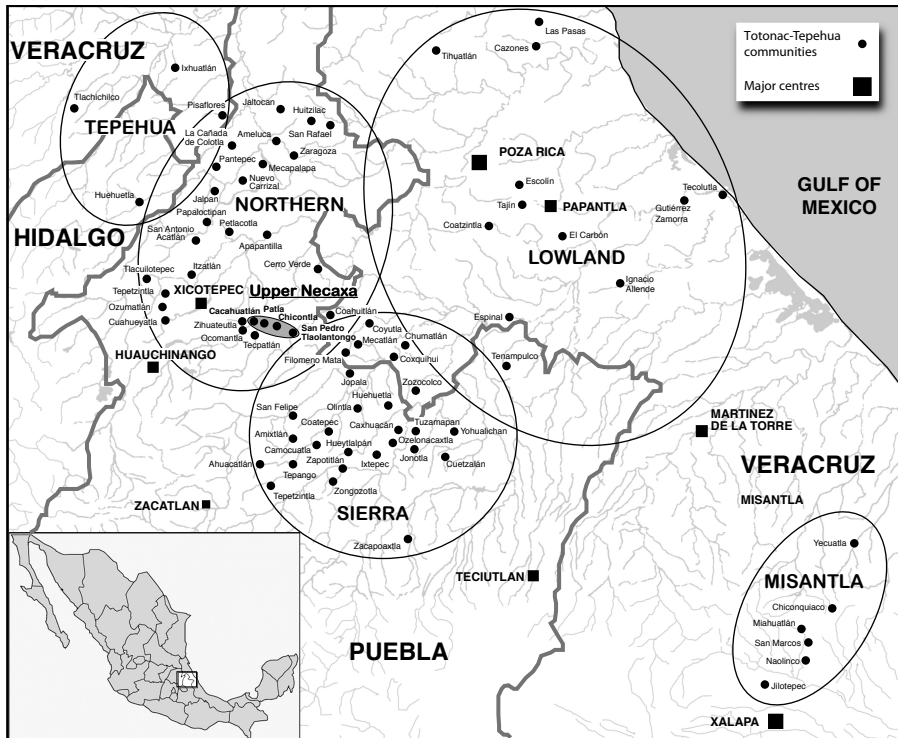 VERACRUZ
Ixhuatlán
Tlachichilco
Pisaflores
TEPEHUA
Huehuetla
HIDALGO
Jaltocan
Huitzilac
La Cañada
de Colotla
Ameluca
San Rafael
Zaragoza
Pantepec
Mecapalapa
Nuevo
Carrizal
Jalpan
NORTHERN
Papaloctipan
Petlacotla
San Antonio
Acatlán
Apapantilla
Itzatlán
Cerro Verde
Tlacuilotepec
Tepetzintla
XICOTEPEC
Upper Necaxa
Ozumatlán
Cacahuatlán
Patla
Chicontla
Cuahueyatla
Zihuateutla
San Pedro
Tlaolantongo
Ocomantla
Tecpatlán
HUAUCHINANGO
Las Pasas
Cazones
Tihuatlán
POZA RICA
Escolin
Tajín
PAPANTLA
Tecolutla
Gutiérrez
Zamorra
Coatzintla
El Carbón
LOWLAND
Ignacio
Allende
Espinal
Coahuitlán
Coyutla
Mecatlán
Chumatlán
Filomeno Mata
Coxquihui
Tenampulco
Jopala
Zozocolco
Huehuetla
San Felipe
Olintla
Coatepec
Caxhuacán
Tuzamapan
Yohualichan
Amixtlán
Hueytlalpán
Ozelonacaxtla
Camocuatla
Zapotitlán
Ixtepec
Jonotla
Cuetzalán
Ahuacatlán
Tepango
Tepetzintla
Zongozotla
SIERRA
Zacapoaxtla
ZACATLAN
TECIUTLAN
PUEBLA
MARTINEZ
DE LA TORRE
VERACRUZ
MISANTLA
Yecuatla
MISANTLA
Chiconquiaco
Miahuatlán
San Marcos
Naolinco
Jilotepec
XALAPA
GULF OF
MEXICO
Totonac-Tepehua
communities
Major centres